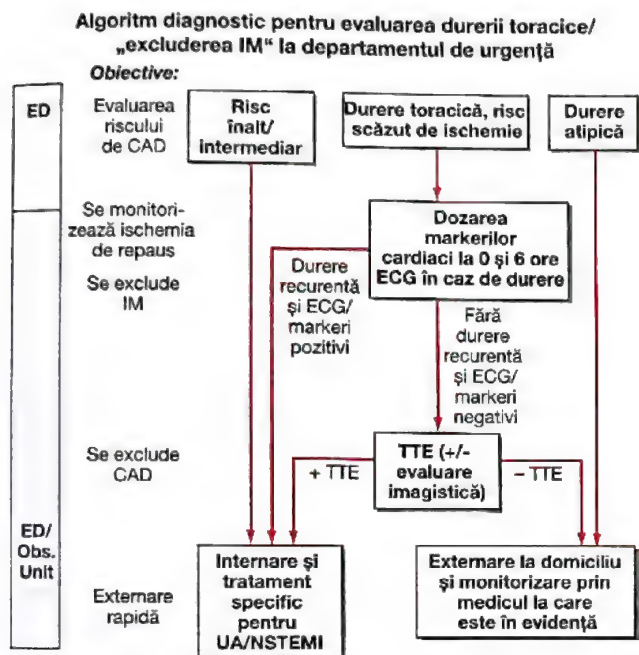 Algoritm diagnostic pentru evaluarea durerii toracice/
„excluderea IM“ la departamentul de urgență
Obiective:
ED
Evaluarea
riscului
de CAD
Risc
înalt/
intermediar
Durere toracică, risc
scăzut de ischemie
Durere
atipică
Se monitori-
zează ischemia
de repaus
Se exclude
IM
Dozarea
markerilor
cardiaci la 0 și 6 ore
ECG în caz de durere
Durere
recurentă
și ECG/
markeri
pozitivi
Fără
durere
recurentă
și ECG/
markeri
negativi
Se exclude
CAD
+ TTE
TTE (+/–
evaluare
imagistică)
– TTE
ED/
Obs.
Unit
Externare
rapidă
Internare și
tratament
specific
pentru
UA/NSTEMI
Externare la domiciliu
și monitorizare prin
medicul la care
este în evidență